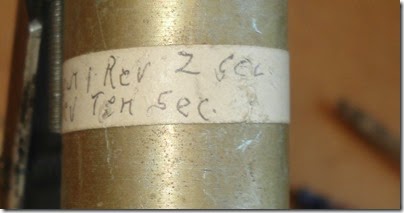 1 Rev 2 Sec
Ten Sec.